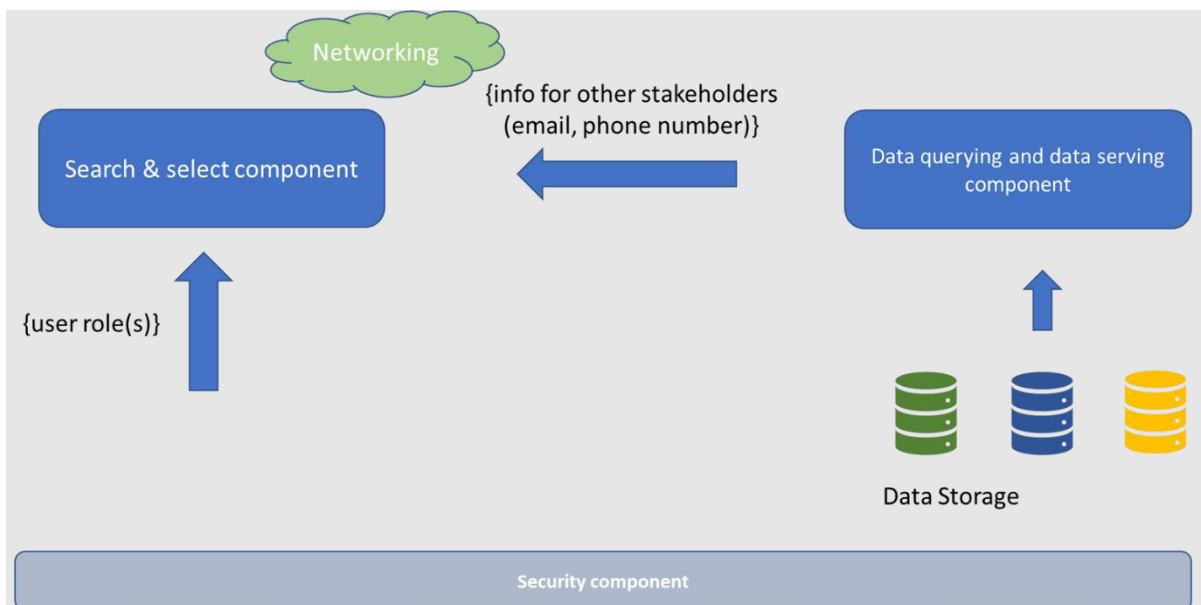 Networking
{info for other stakeholders
(email, phone number)}
Search & select component
Data querying and data serving
component
{user role(s)}
Data Storage
Security component